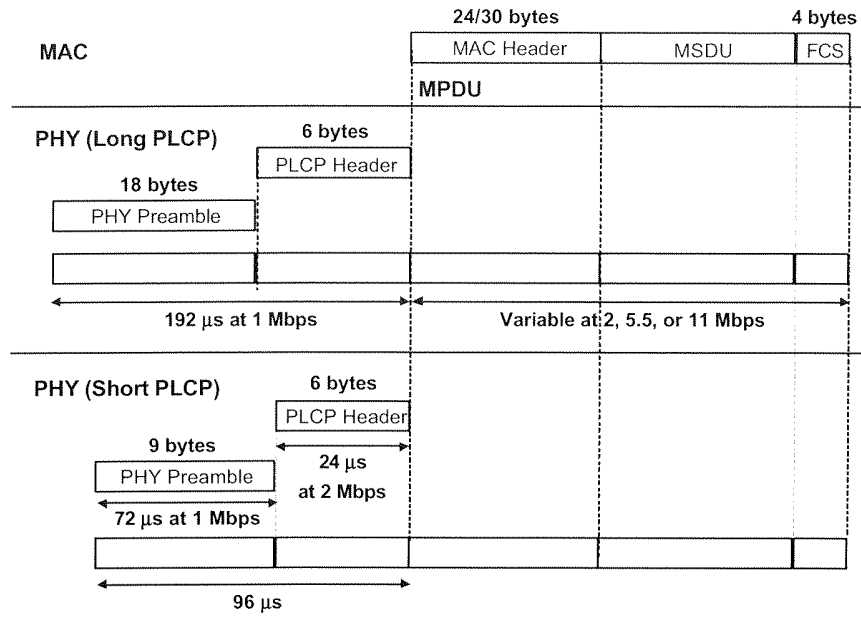 24/30 bytes
4 bytes
MAC
MAC Header
MSDU
FCS
MPDU
PHY (Long PLCP)
6 bytes
PLCP Header
18 bytes
PHY Preamble
192 μs at 1 Mbps
Variable at 2, 5.5, or 11 Mbps
PHY (Short PLCP)
6 bytes
PLCP Header
9 bytes
24 μs
PHY Preamble
at 2 Mbps
72 μs at 1 Mbps
96 μs